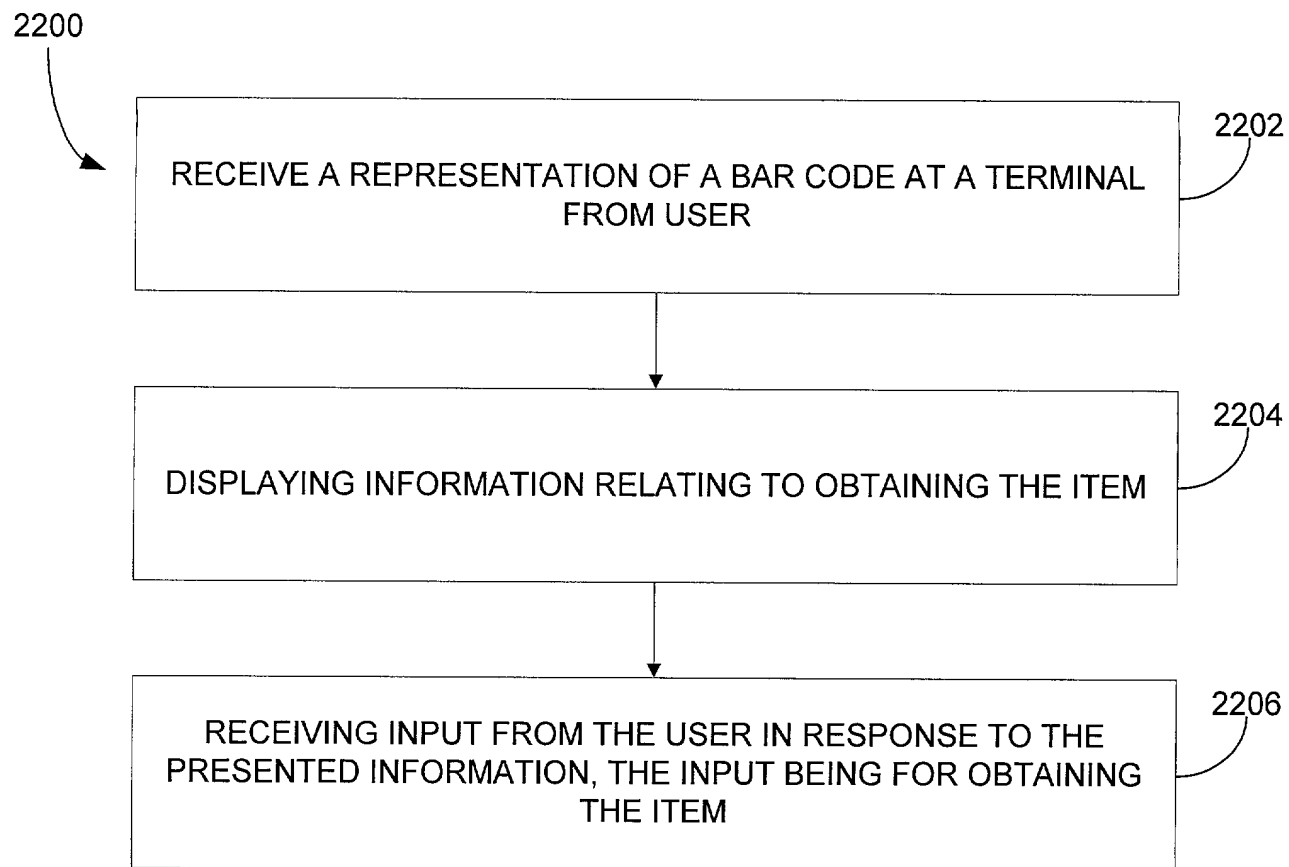 2200
2202
RECEIVE A REPRESENTATION OF A BAR CODE AT A TERMINAL
FROM USER
2204
DISPLAYING INFORMATION RELATING TO OBTAINING THE ITEM
2206
RECEIVING INPUT FROM THE USER IN RESPONSE TO THE
PRESENTED INFORMATION, THE INPUT BEING FOR OBTAINING
THE ITEM